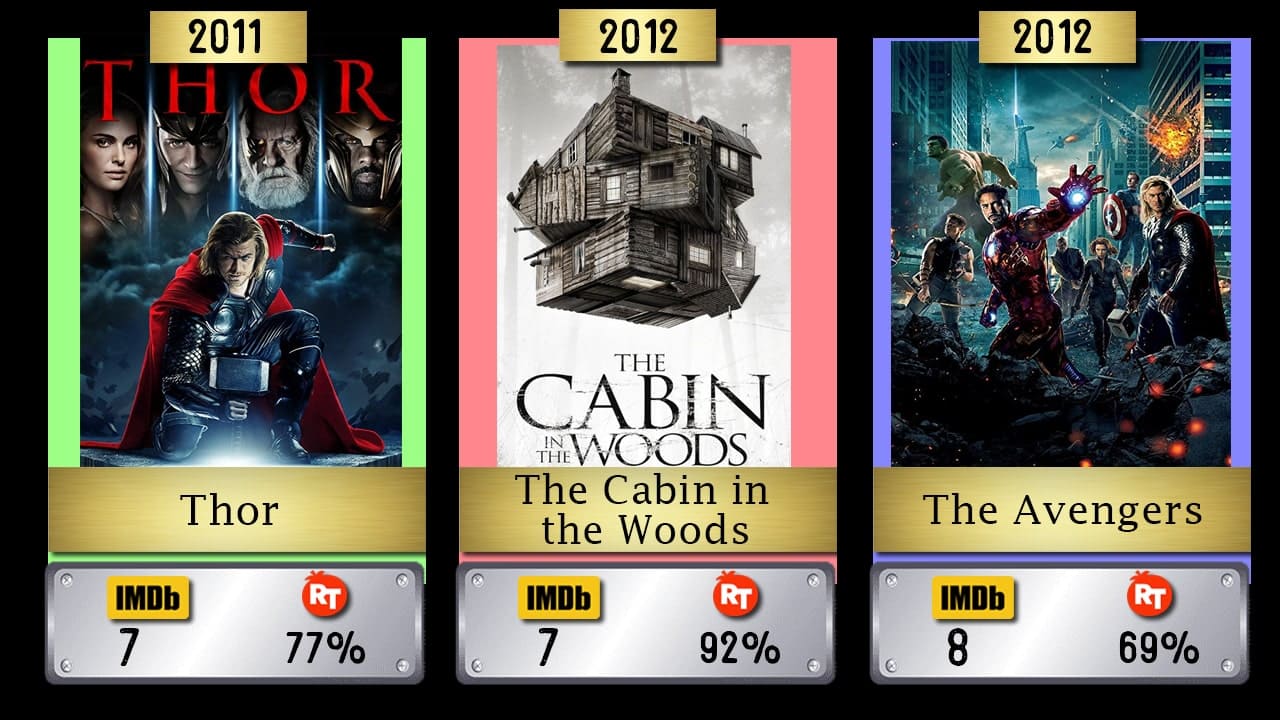 2011
THOR
Thor
IMDb RT
7 77%
2012
THE
CABIN
IN THE WOODS
The Cabin in
the Woods
IMDb RT
7 92%
2012
The Avengers
IMDb RT
8 69%